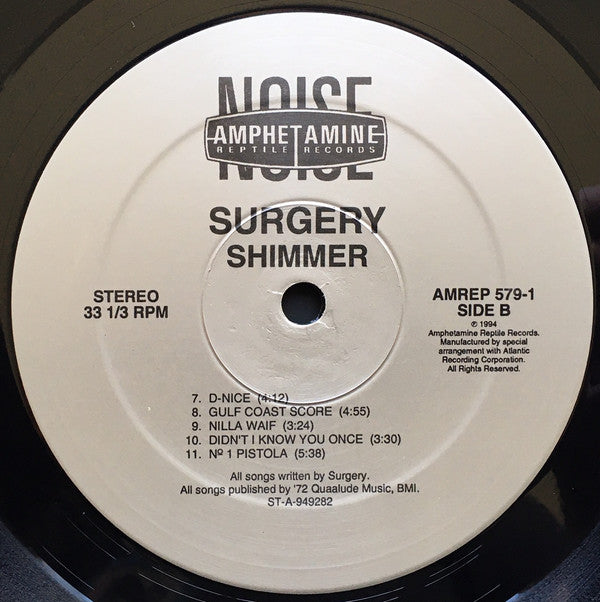 NOISE
AMPHETAMINE
REPTILE RECORDS
NOISE
SURGERY
SHIMMER
STEREO
33 1/3 RPM
AMREP 579-1
SIDE B
℗ 1994
Amphetamine Reptile Records.
Manufactured by special
arrangement with Atlantic
Recording Corporation.
All Rights Reserved.
7. D-NICE (4:12)
8. GULF COAST SCORE (4:55)
9. NILLA WAIF (3:24)
10. DIDN'T I KNOW YOU ONCE (3:30)
11. Nº 1 PISTOLA (5:38)
All songs written by Surgery.
All songs published by '72 Quaalude Music, BMI.
ST-A-949282